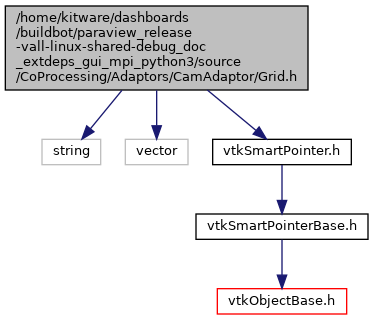 /home/kitware/dashboards
/buildbot/paraview_release
-vall-linux-shared-debug_doc
_extdeps_gui_mpi_python3/source
/CoProcessing/Adaptors/CamAdaptor/Grid.h
string
vector
vtkSmartPointer.h
vtkSmartPointerBase.h
vtkObjectBase.h